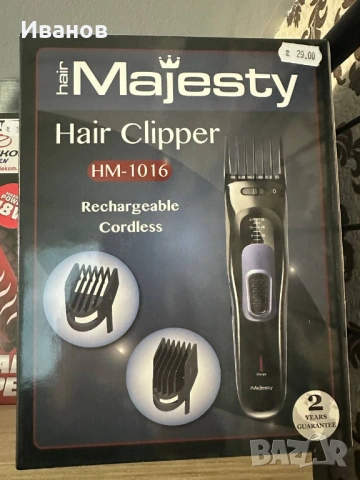 Иванов
hair
Majesty
z 29.00
Hair Clipper
HM-1016
Rechargeable
Cordless
Majesty
2
YEARS
GUARANTEE
BAZAR